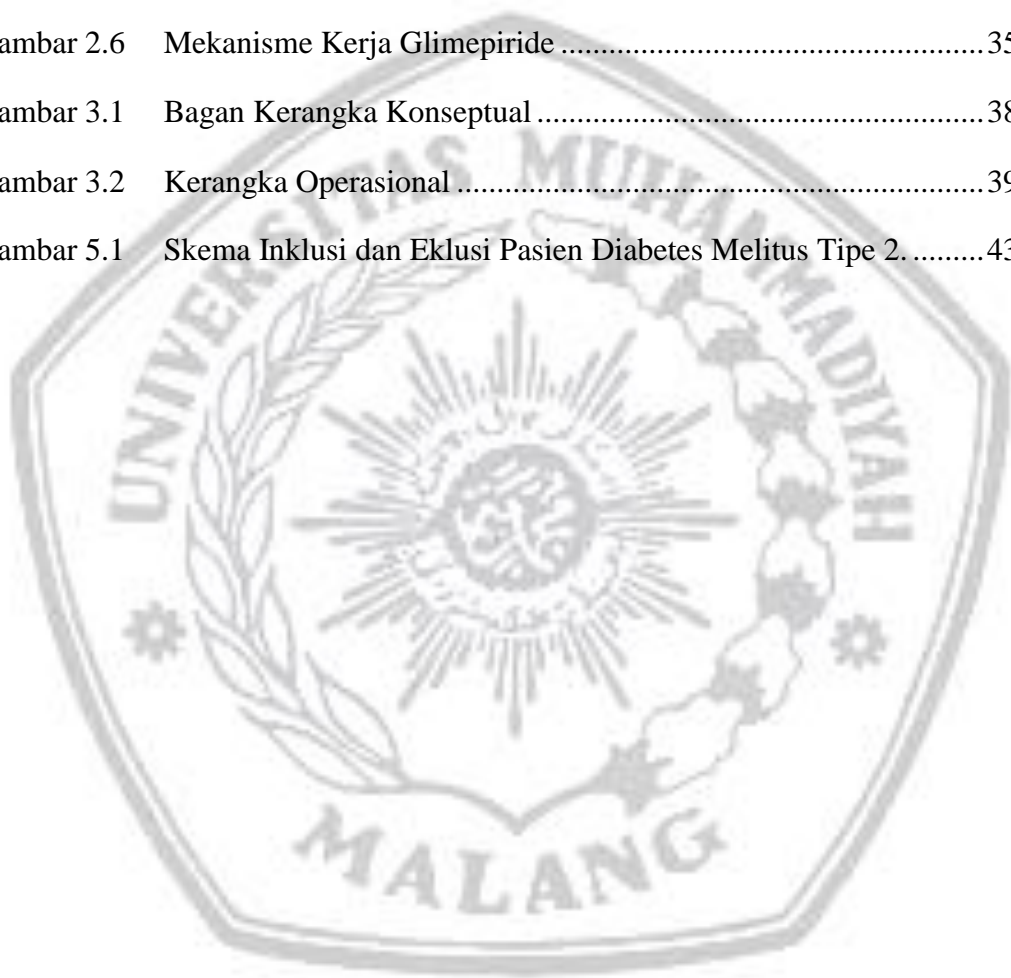 ambar 2.6 Mekanisme Kerja Glimepiride ........................................................ 35
ambar 3.1 Bagan Kerangka Konseptual ........................................................... 38
ambar 3.2 Kerangka Operasional ..................................................................... 39
ambar 5.1 Skema Inklusi dan Eklusi Pasien Diabetes Melitus Tipe 2. ......... 43
UNIVERSITAS MUHAMMADIYAH
MALANG